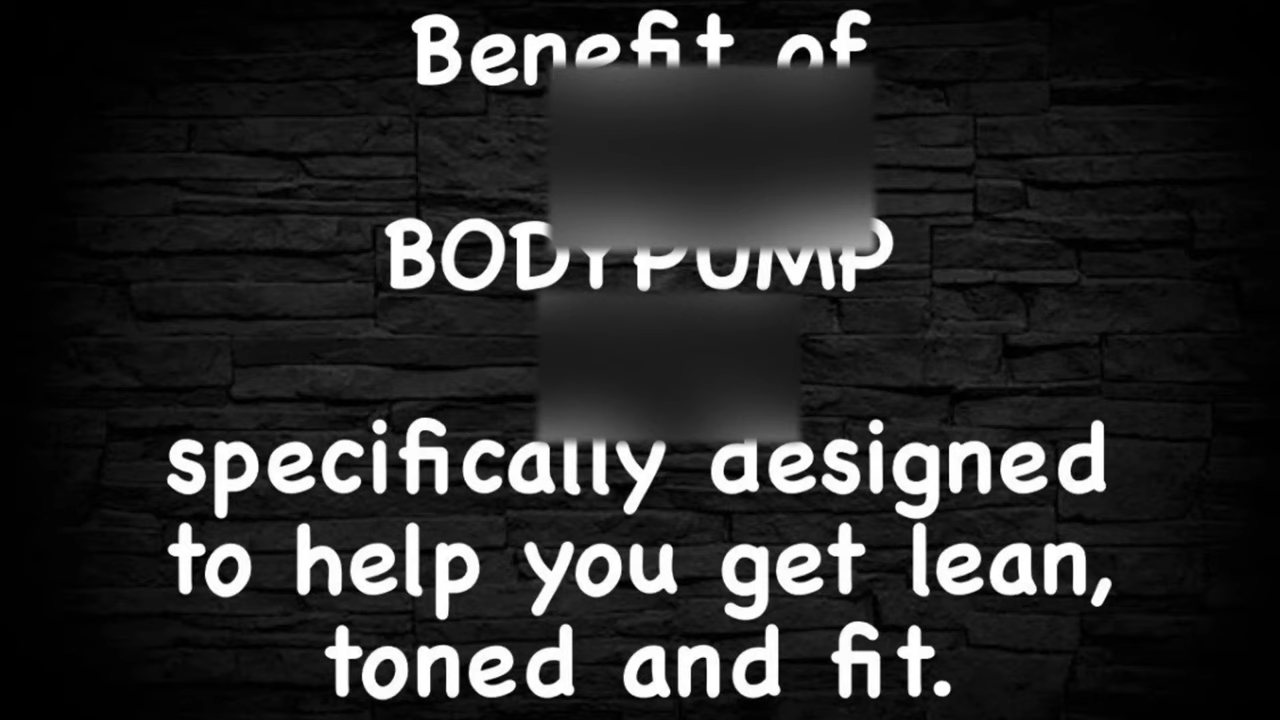 Benefit of
BODYPUMP
specifically designed
to help you get lean,
toned and fit.